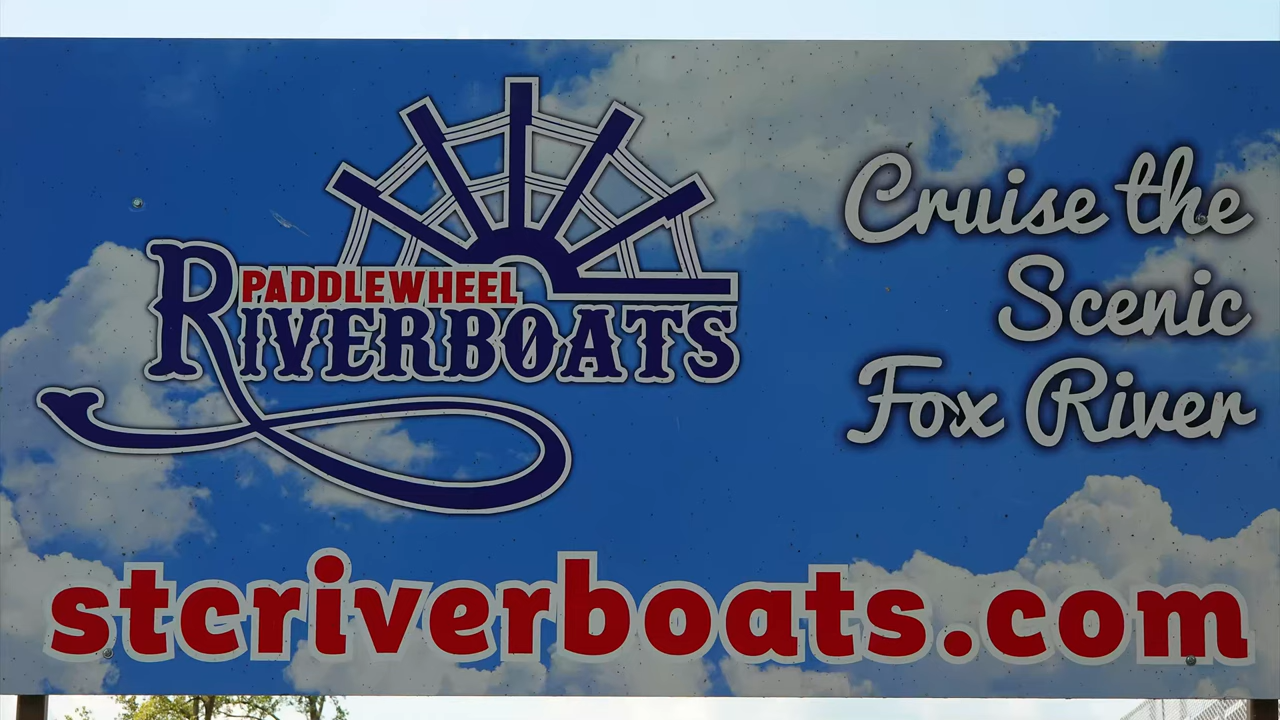 PADDLEWHEEL
RIVERBOATS
Cruise the
Scenic
Fox River
stcriverboats.com